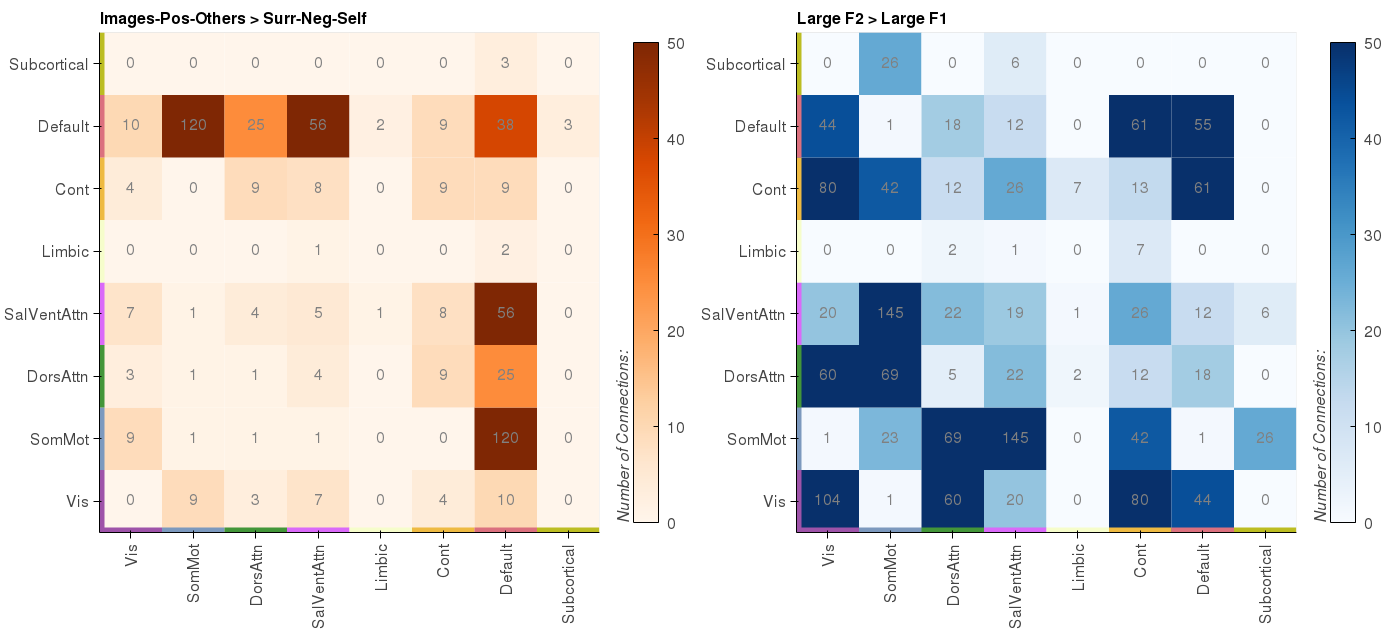 Images-Pos-Others > Surr-Neg-Self
Subcortical 0 0 0 0 0 0 3 0
Default 10 120 25 56 2 9 38 3
Cont 4 0 9 8 0 9 9 0
Limbic 0 0 0 1 0 0 2 0
SalVentAttn 7 1 4 5 1 8 56 0
DorsAttn 3 1 1 4 0 9 25 0
SomMot 9 1 1 1 0 0 120 0
Vis 0 9 3 7 0 4 10 0
Vis SomMot DorsAttn SalVentAttn Limbic Cont Default Subcortical
Number of Connections:
50
40
30
20
10
0
Large F2 > Large F1
Subcortical 0 26 0 6 0 0 0 0
Default 44 1 18 12 0 61 55 0
Cont 80 42 12 26 7 13 61 0
Limbic 0 0 2 1 0 7 0 0
SalVentAttn 20 145 22 19 1 26 12 6
DorsAttn 60 69 5 22 2 12 18 0
SomMot 1 23 69 145 0 42 1 26
Vis 104 1 60 20 0 80 44 0
Vis SomMot DorsAttn SalVentAttn Limbic Cont Default Subcortical
Number of Connections:
50
40
30
20
10
0